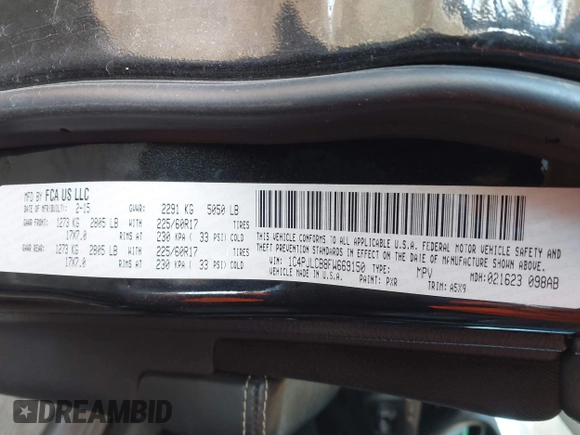 MFD BY FCA US LLC
DATE OF MFR(BUILT): 2-15 GVWR: 2291 KG 5050 LB
GAWR FRONT: 1273 KG 2805 LB WITH 225/60R17 TIRES
17X7.0 RIMS AT 230 KPA ( 33 PSI) COLD
GAWR REAR: 1273 KG 2805 LB WITH 225/60R17 TIRES
17X7.0 RIMS AT 230 KPA ( 33 PSI) COLD
THIS VEHICLE CONFORMS TO ALL APPLICABLE U.S.A. FEDERAL MOTOR VEHICLE SAFETY AND
THEFT PREVENTION STANDARDS IN EFFECT ON THE DATE OF MANUFACTURE SHOWN ABOVE.
VIN: 1C4PJLCB8FW669150 TYPE: MPV MDH: 021623 098AB
VEHICLE MADE IN U.S.A. PAINT: PXR TRIM: A5X9
DREAMBID